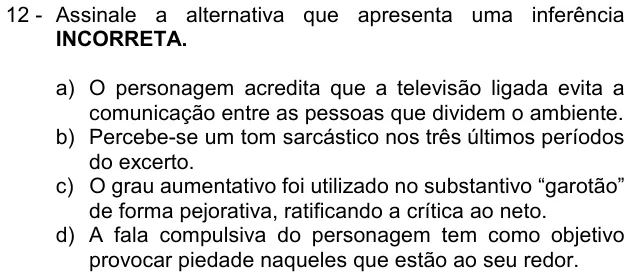 12 - Assinale a alternativa que apresenta uma inferência
INCORRETA.
a) O personagem acredita que a televisão ligada evita a
comunicação entre as pessoas que dividem o ambiente.
b) Percebe-se um tom sarcástico nos três últimos períodos
do excerto.
c) O grau aumentativo foi utilizado no substantivo “garotão”
de forma pejorativa, ratificando a crítica ao neto.
d) A fala compulsiva do personagem tem como objetivo
provocar piedade naqueles que estão ao seu redor.